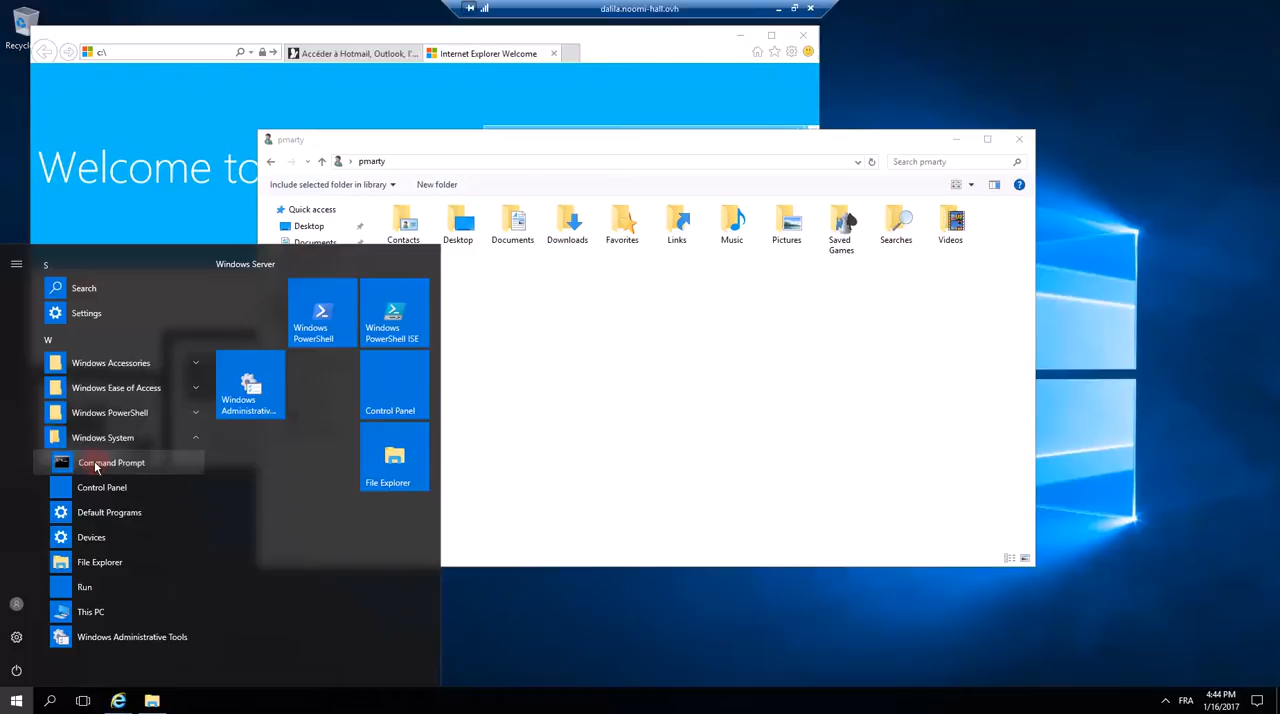 dalila.noomi-hall.ovh
c:\
Accéder à Hotmail, Outlook, l'...
Internet Explorer Welcome
Welcome to
pmarty
pmarty
Search pmarty
Include selected folder in library
New folder
Quick access
Desktop
Documents
Contacts
Desktop
Documents
Downloads
Favorites
Links
Music
Pictures
Saved
Games
Searches
Videos
S
Search
Settings
W
Windows Accessories
Windows Ease of Access
Windows PowerShell
Windows System
Command Prompt
Control Panel
Default Programs
Devices
File Explorer
Run
This PC
Windows Administrative Tools
Windows Server
Windows
PowerShell
Windows
PowerShell ISE
Windows
Administrativ...
Control Panel
File Explorer
FRA
4:44 PM
1/16/2017